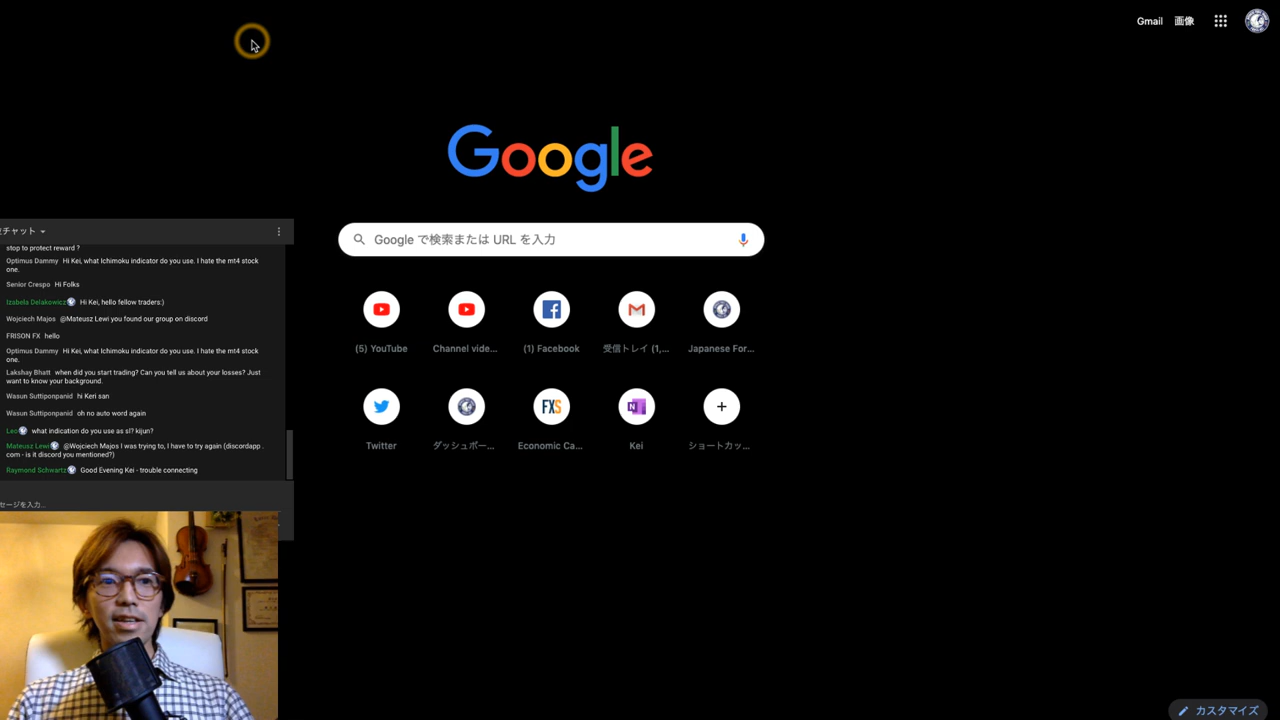 Gmail 画像
Google
Google で検索または URL を入力
(5) YouTube
Channel vide...
(1) Facebook
受信トレイ (1,...
Japanese For...
Twitter
ダッシュボー...
FXS
Economic Ca...
N
Kei
ショートカッ...
カスタマイズ
チャット
stop to protect reward ?
Optimus Dammy Hi Kei, what Ichimoku indicator do you use. I hate the mt4 stock
one.
Senior Crespo Hi Folks
Izabela Delakowicz Hi Kei, hello fellow traders:)
Wojciech Majos @Mateusz Lewi you found our group on discord
FRISON FX hello
Optimus Dammy Hi Kei, what Ichimoku indicator do you use. I hate the mt4 stock
one.
Lakshay Bhatt when did you start trading? Can you tell us about your losses? Just
want to know your background.
Wasun Suttiponpanid hi Keri san
Wasun Suttiponpanid oh no auto word again
Leo what indication do you use as sl? kijun?
Mateusz Lewi @Wojciech Majos I was trying to, I have to try again (discordapp .
com - is it discord you mentioned?)
Raymond Schwartz Good Evening Kei - trouble connecting
セージを入力...